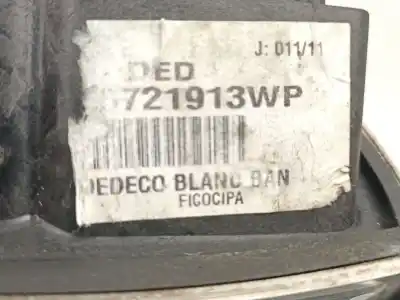 J: 011/11
DED
721913WP
DEDECO BLANC BAN
FICOCIPA